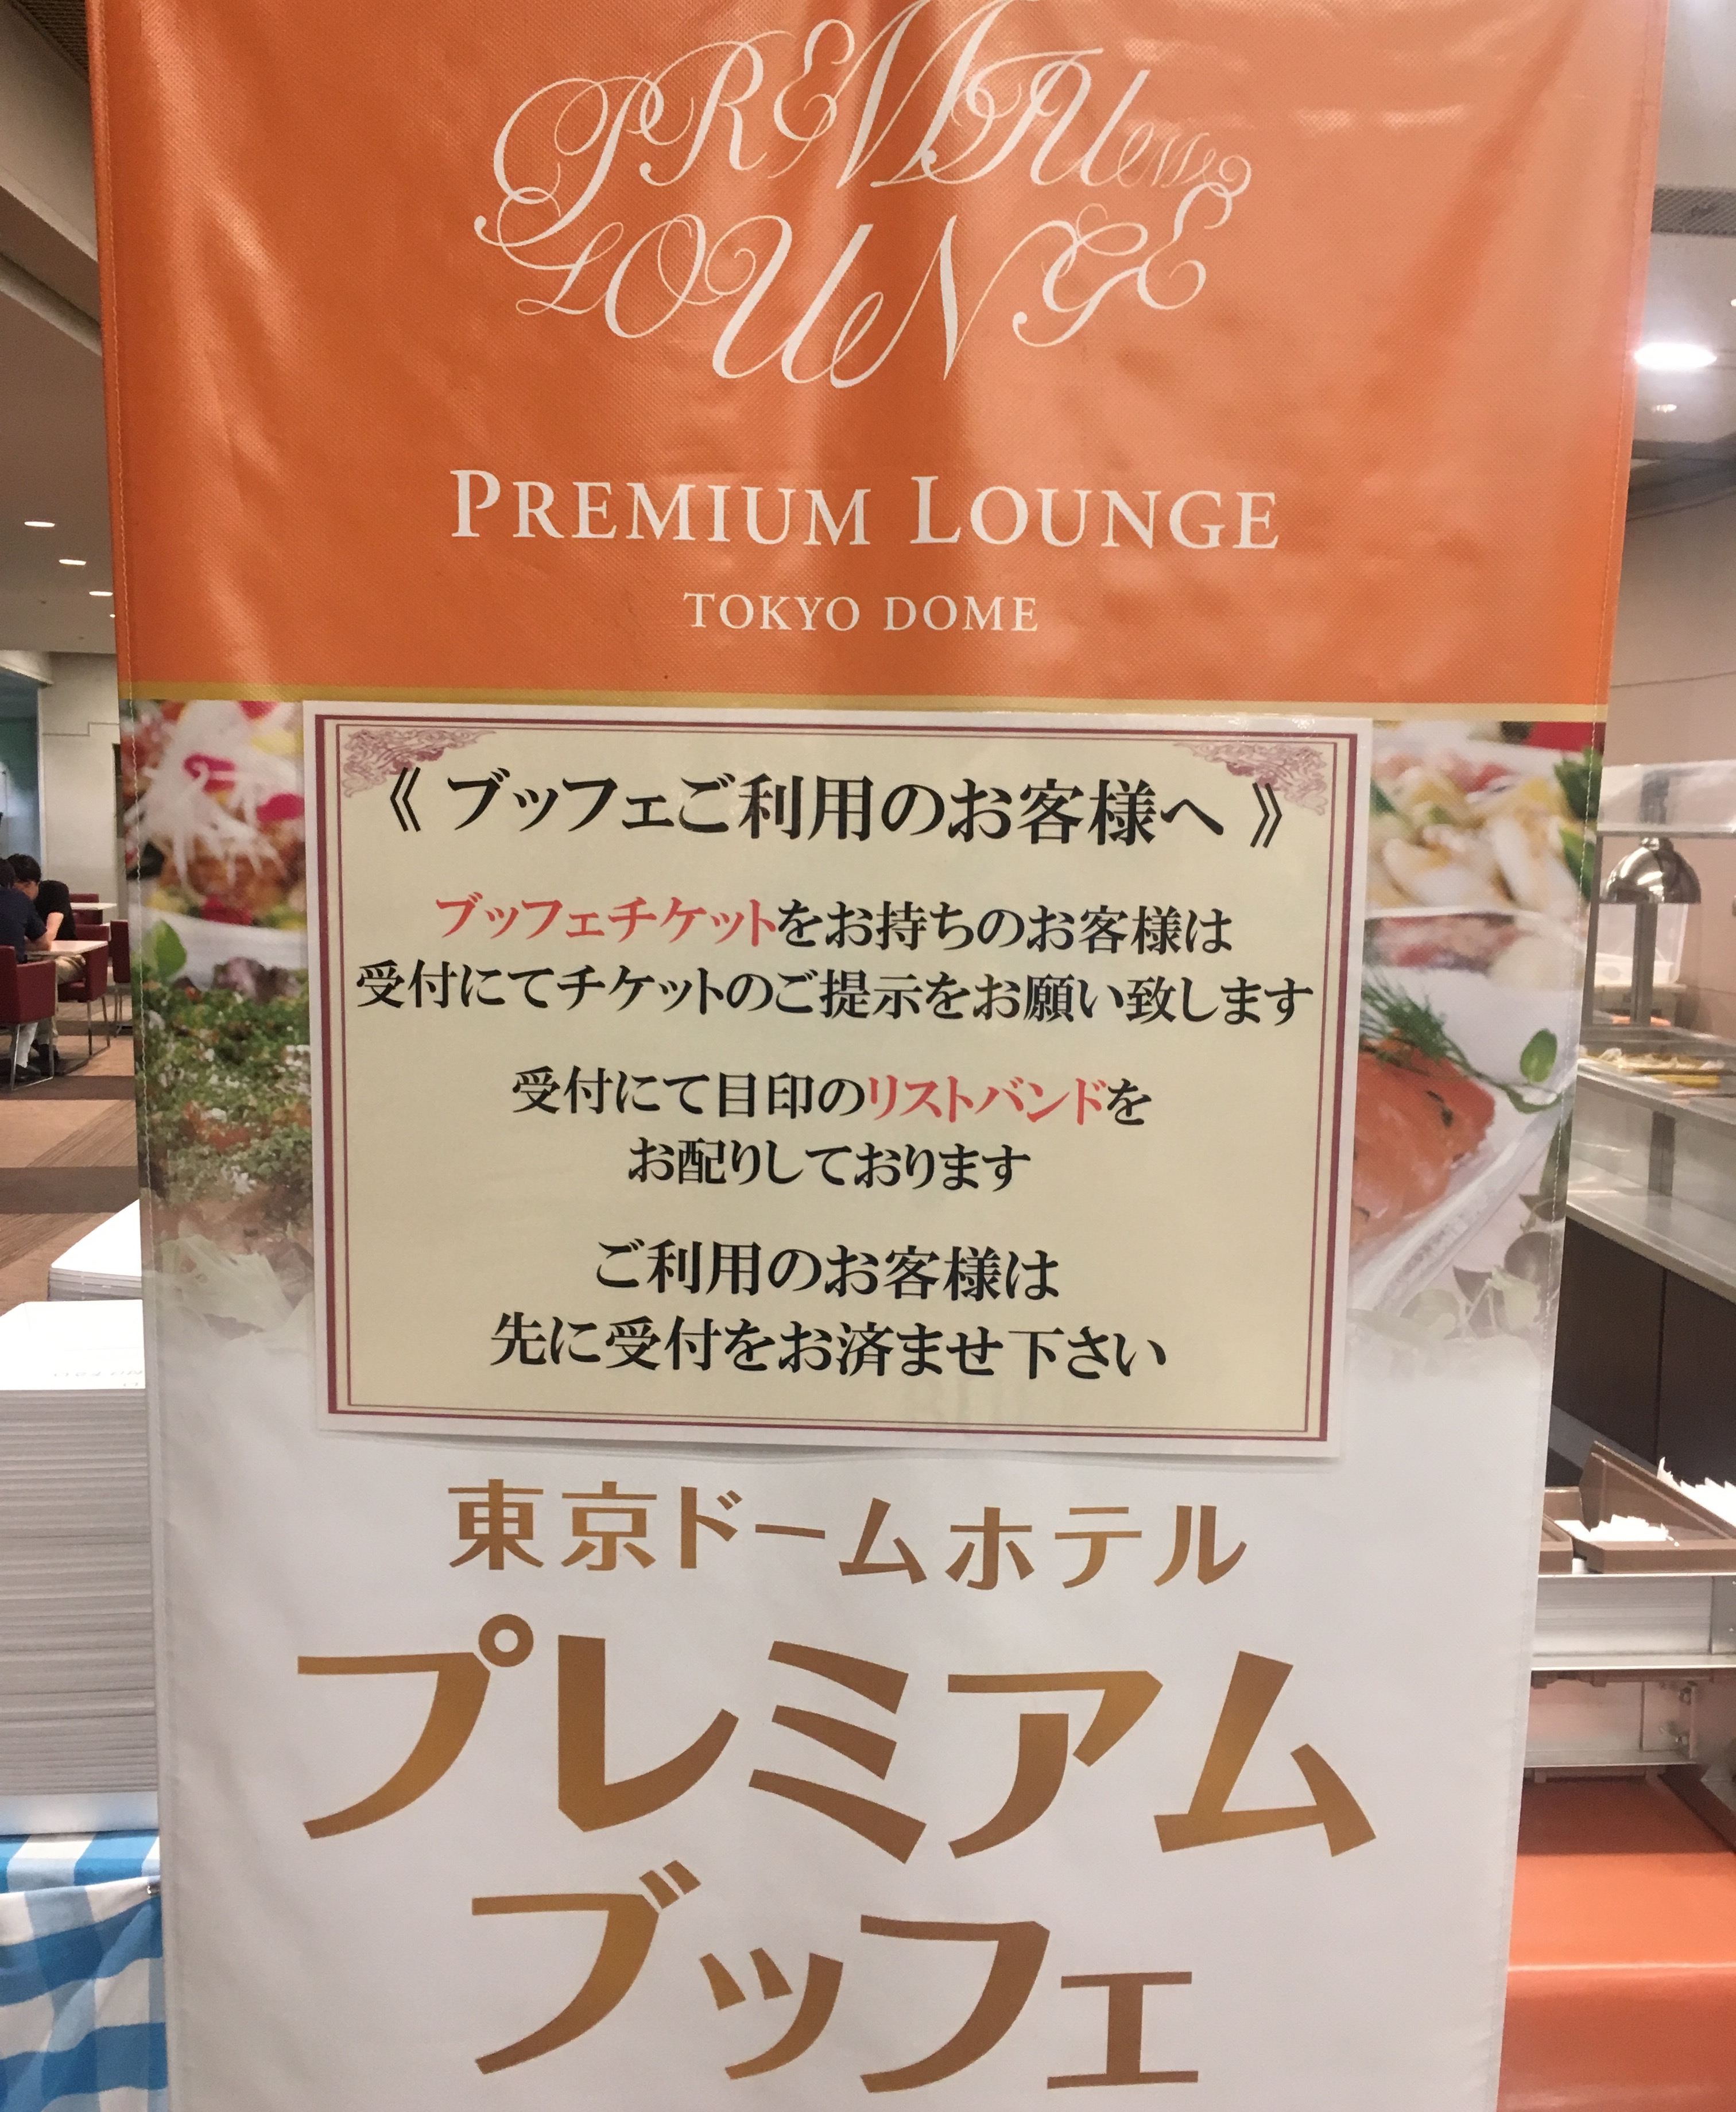 PREMIUM
LOUNGE
PREMIUM LOUNGE
TOKYO DOME
《 ブッフェご利用のお客様へ 》
ブッフェチケットをお持ちのお客様は
受付にてチケットのご提示をお願い致します
受付にて目印のリストバンドを
お配りしております
ご利用のお客様は
先に受付をお済ませ下さい
東京ドームホテル
プレミアム
ブッフェ